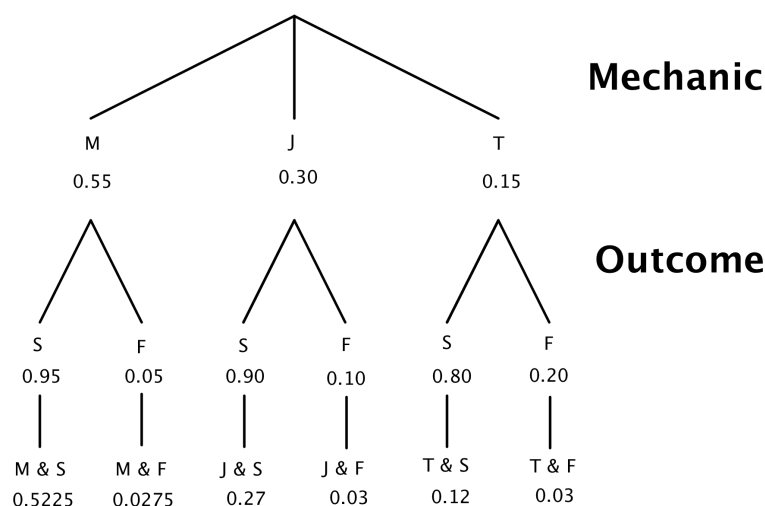 Mechanic
M J T
0.55 0.30 0.15
Outcome
S F S F S F
0.95 0.05 0.90 0.10 0.80 0.20
M & S M & F J & S J & F T & S T & F
0.5225 0.0275 0.27 0.03 0.12 0.03